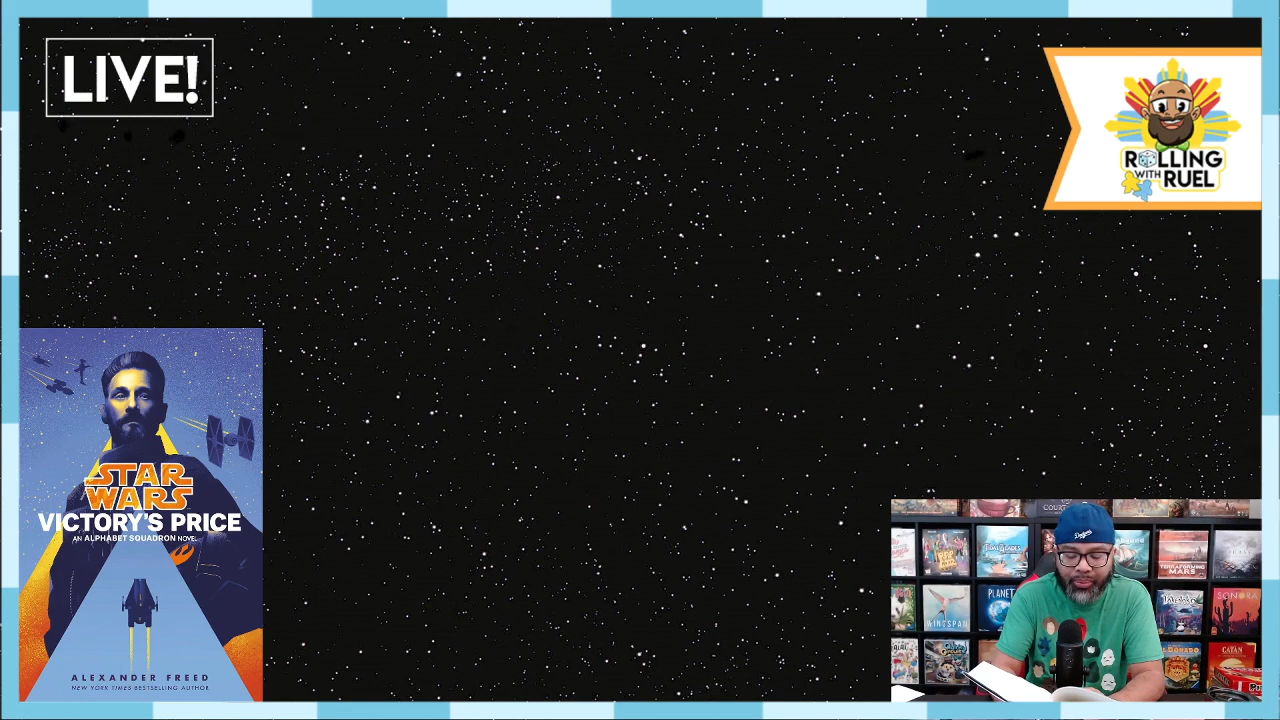 LIVE!
ROLLING
WITH RUEL
STAR
WARS
VICTORY'S PRICE
AN ALPHABET SQUADRON NOVEL
ALEXANDER FREED
NEW YORK TIMES BESTSELLING AUTHOR
Dodgers
TERRAFORMING
MARS
PLANET
WINGSPAN
SONORA
CATAN